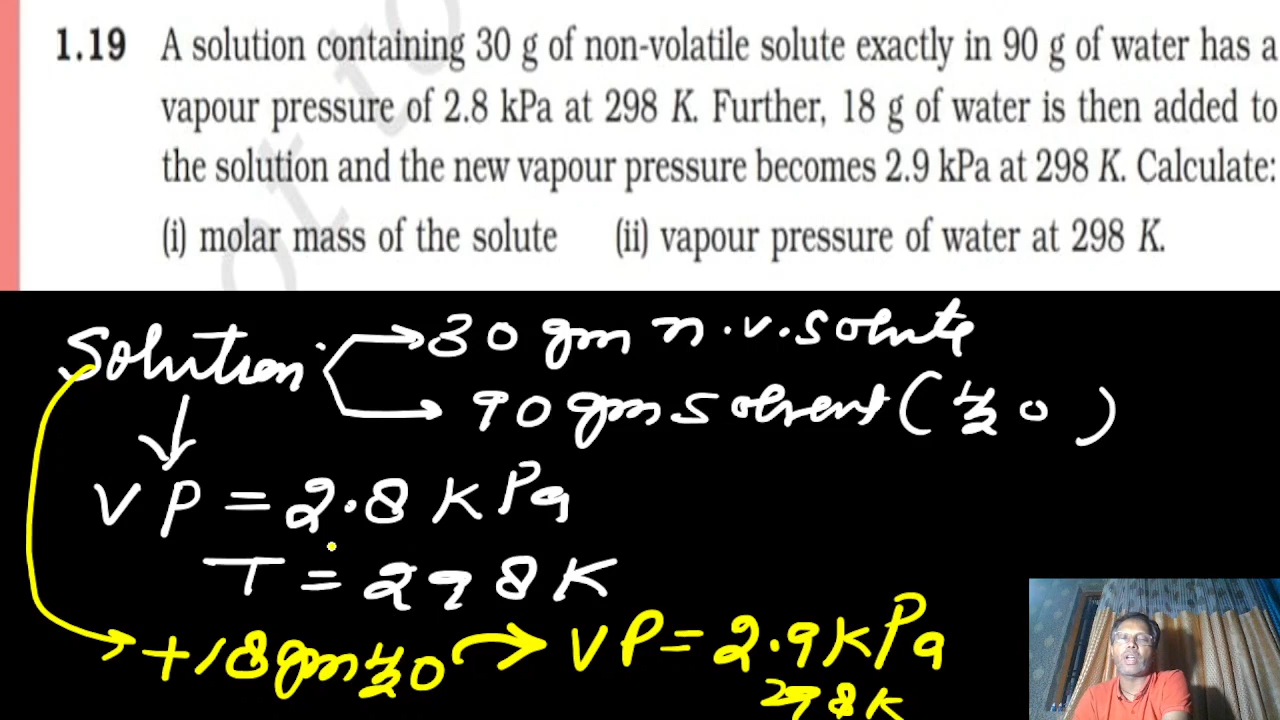 1.19 A solution containing 30 g of non-volatile solute exactly in 90 g of water has a
vapour pressure of 2.8 kPa at 298 K. Further, 18 g of water is then added to
the solution and the new vapour pressure becomes 2.9 kPa at 298 K. Calculate:
(i) molar mass of the solute (ii) vapour pressure of water at 298 K.
Solution 30 gm n.v. solute
90 gm solvent (H2O)
VP = 2.8 KPa
T = 298 K
+18gm H2O VP = 2.9 KPa
298K